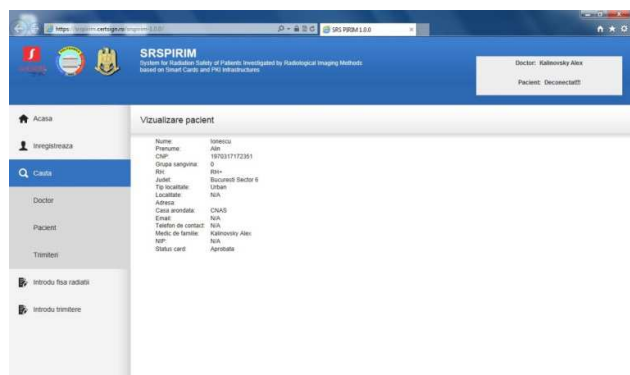 SRS PIRIM 1.0.0
SRSPIRIM
System for Radiation Safety of Patients Investigated by Radiological Imaging Methods
based on Smart Cards and PKI Infrastructures
Doctor: Kalinovsky Alex
Pacient: Deconectat!!
Acasa
Inregistreaza
Cauta
Doctor
Pacient
Trimiteri
Introdu fisa radiatii
Introdu trimitere
Vizualizare pacient
Nume: Ionescu
Prenume: Alin
CNP: 1970317172351
Grupa sangvina: 0
RH: RH+
Judet: Bucuresti Sector 6
Tip localitate: Urban
Localitate: N/A
Adresa:
Casa arondata: CNAS
Email: N/A
Telefon de contact: N/A
Medic de familie: Kalinovsky Alex
NIP: N/A
Status card: Aprobata